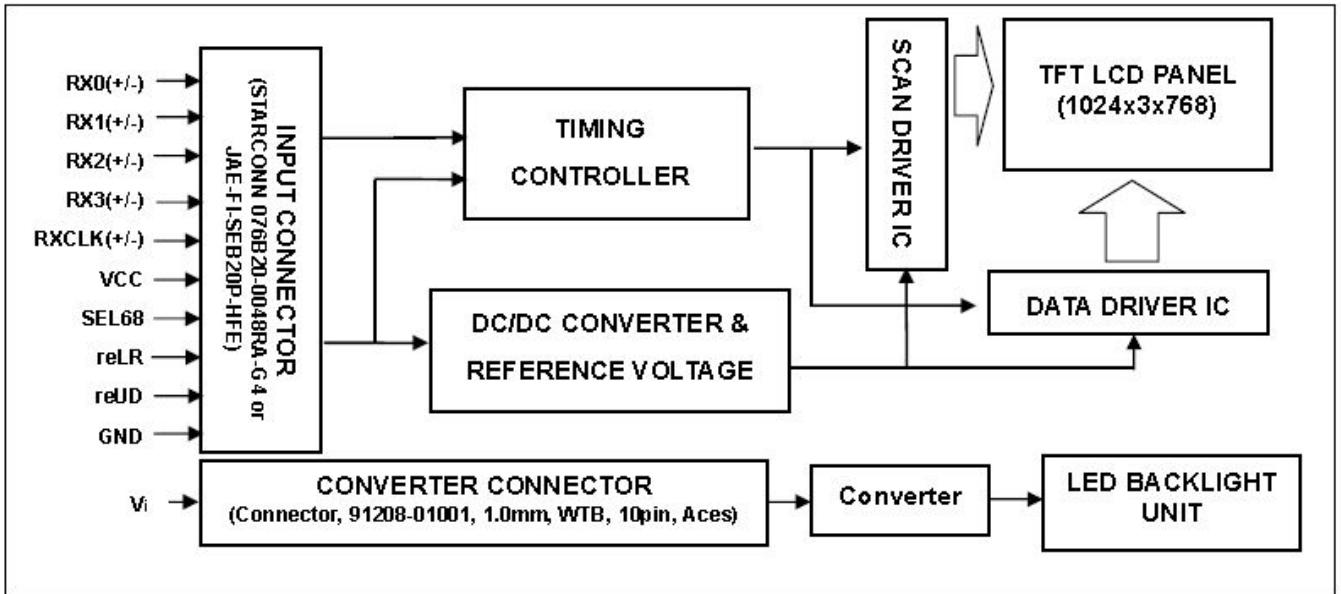 RX0(+/-)
RX1(+/-)
RX2(+/-)
RX3(+/-)
RXCLK(+/-)
VCC
SEL68
reLR
reUD
GND
INPUT CONNECTOR
(STARCONN 076B20-0048RA-G4 or
JAE-FI-SEB20P-HFE)
TIMING
CONTROLLER
SCAN DRIVER IC
TFT LCD PANEL
(1024x3x768)
DC/DC CONVERTER &
REFERENCE VOLTAGE
DATA DRIVER IC
Vi
CONVERTER CONNECTOR
(Connector, 91208-01001, 1.0mm, WTB, 10pin, Aces)
Converter
LED BACKLIGHT
UNIT